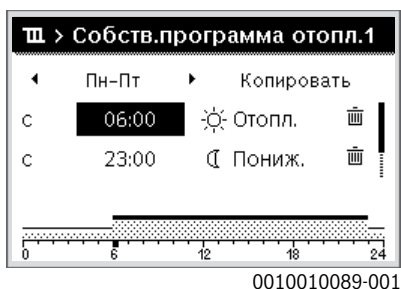 > Собств.программа отопл.1
Пн-Пт Копировать
с 06:00 Отопл.
с 23:00 Пониж.
0 6 12 18 24
0010010089-001